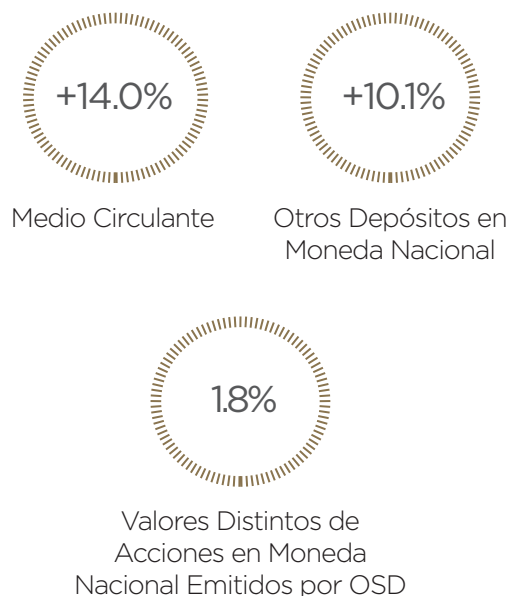 +14.0%
Medio Circulante
+10.1%
Otros Depósitos en
Moneda Nacional
1.8%
Valores Distintos de
Acciones en Moneda
Nacional Emitidos por OSD